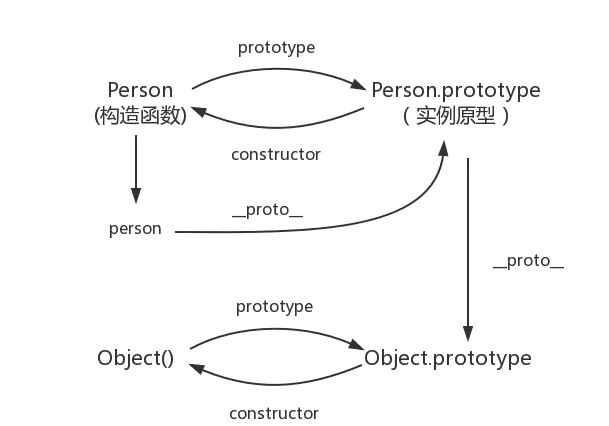 prototype
Person
(构造函数)
Person.prototype
（实例原型）
constructor
__proto__
person
__proto__
prototype
Object()
Object.prototype
constructor